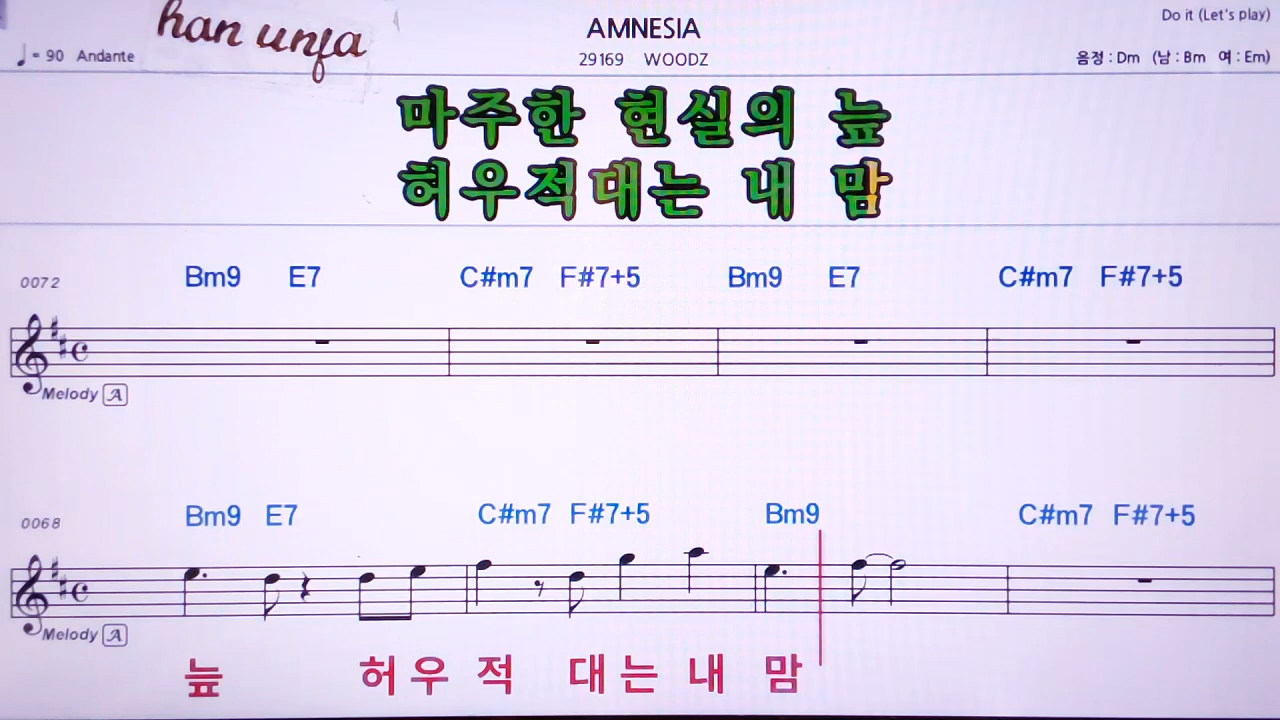 han unja
AMNESIA
Do it (Let's play)
♩= 90 Andante
29169 WOODZ
음정 : Dm (남 : Bm 여 : Em)
마주한 현실의 늪
허우적대는 내 맘
0072 Bm9 E7 C#m7 F#7+5 Bm9 E7 C#m7 F#7+5
Melody A
0068 Bm9 E7 C#m7 F#7+5 Bm9 C#m7 F#7+5
Melody A
늪 허우적 대는 내 맘